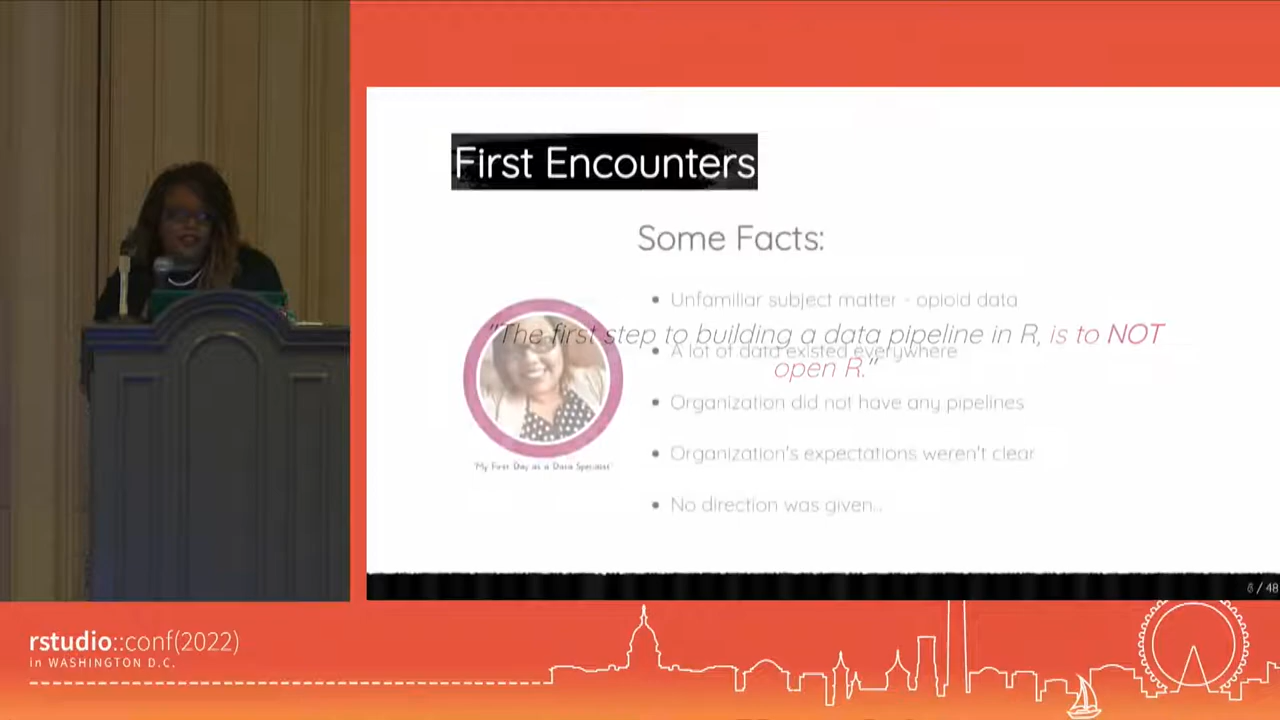 First Encounters
Some Facts:
Unfamiliar subject matter - opioid data
"The first step to building a data pipeline in R, is to NOT
open R."
A lot of data existed everywhere
Organization did not have any pipelines
Organization's expectations weren't clear
"My First Day as a Data Specialist"
No direction was given...
6 / 48
rstudio::conf(2022)
in WASHINGTON D.C.